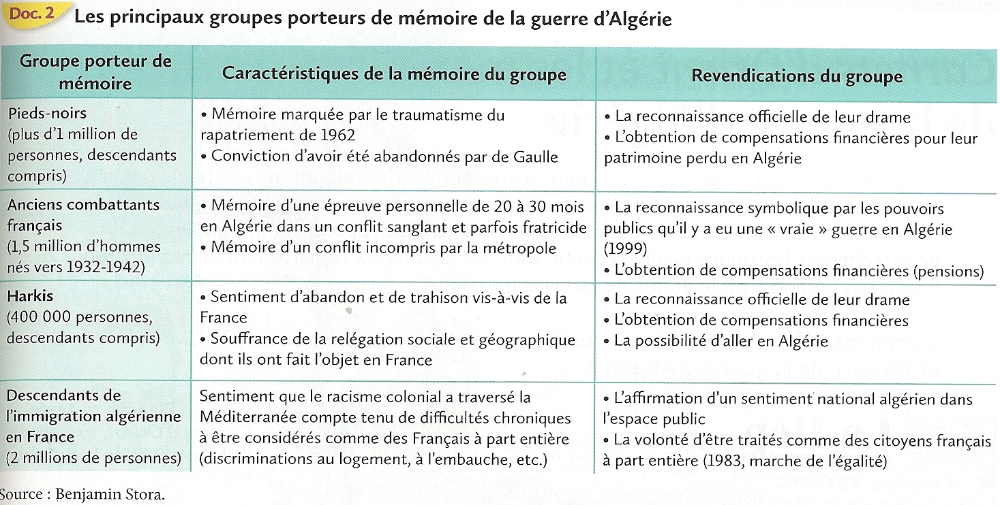 Doc. 2 Les principaux groupes porteurs de mémoire de la guerre d'Algérie
Groupe porteur de
mémoire
Caractéristiques de la mémoire du groupe
Revendications du groupe
Pieds-noirs
(plus d'1 million de
personnes, descendants
compris)
• Mémoire marquée par le traumatisme du
rapatriement de 1962
• Conviction d'avoir été abandonnés par de Gaulle
• La reconnaissance officielle de leur drame
• L'obtention de compensations financières pour leur
patrimoine perdu en Algérie
Anciens combattants
français
(1,5 million d'hommes
nés vers 1932-1942)
• Mémoire d'une épreuve personnelle de 20 à 30 mois
en Algérie dans un conflit sanglant et parfois fratricide
• Mémoire d'un conflit incompris par la métropole
• La reconnaissance symbolique par les pouvoirs
publics qu'il y a eu une « vraie » guerre en Algérie
(1999)
• L'obtention de compensations financières (pensions)
Harkis
(400 000 personnes,
descendants compris)
• Sentiment d'abandon et de trahison vis-à-vis de la
France
• Souffrance de la relégation sociale et géographique
dont ils ont fait l'objet en France
• La reconnaissance officielle de leur drame
• L'obtention de compensations financières
• La possibilité d'aller en Algérie
Descendants de
l'immigration algérienne
en France
(2 millions de personnes)
Sentiment que le racisme colonial a traversé la
Méditerranée compte tenu de difficultés chroniques
à être considérés comme des Français à part entière
(discriminations au logement, à l'embauche, etc.)
• L'affirmation d'un sentiment national algérien dans
l'espace public
• La volonté d'être traités comme des citoyens français
à part entière (1983, marche de l'égalité)
Source : Benjamin Stora.